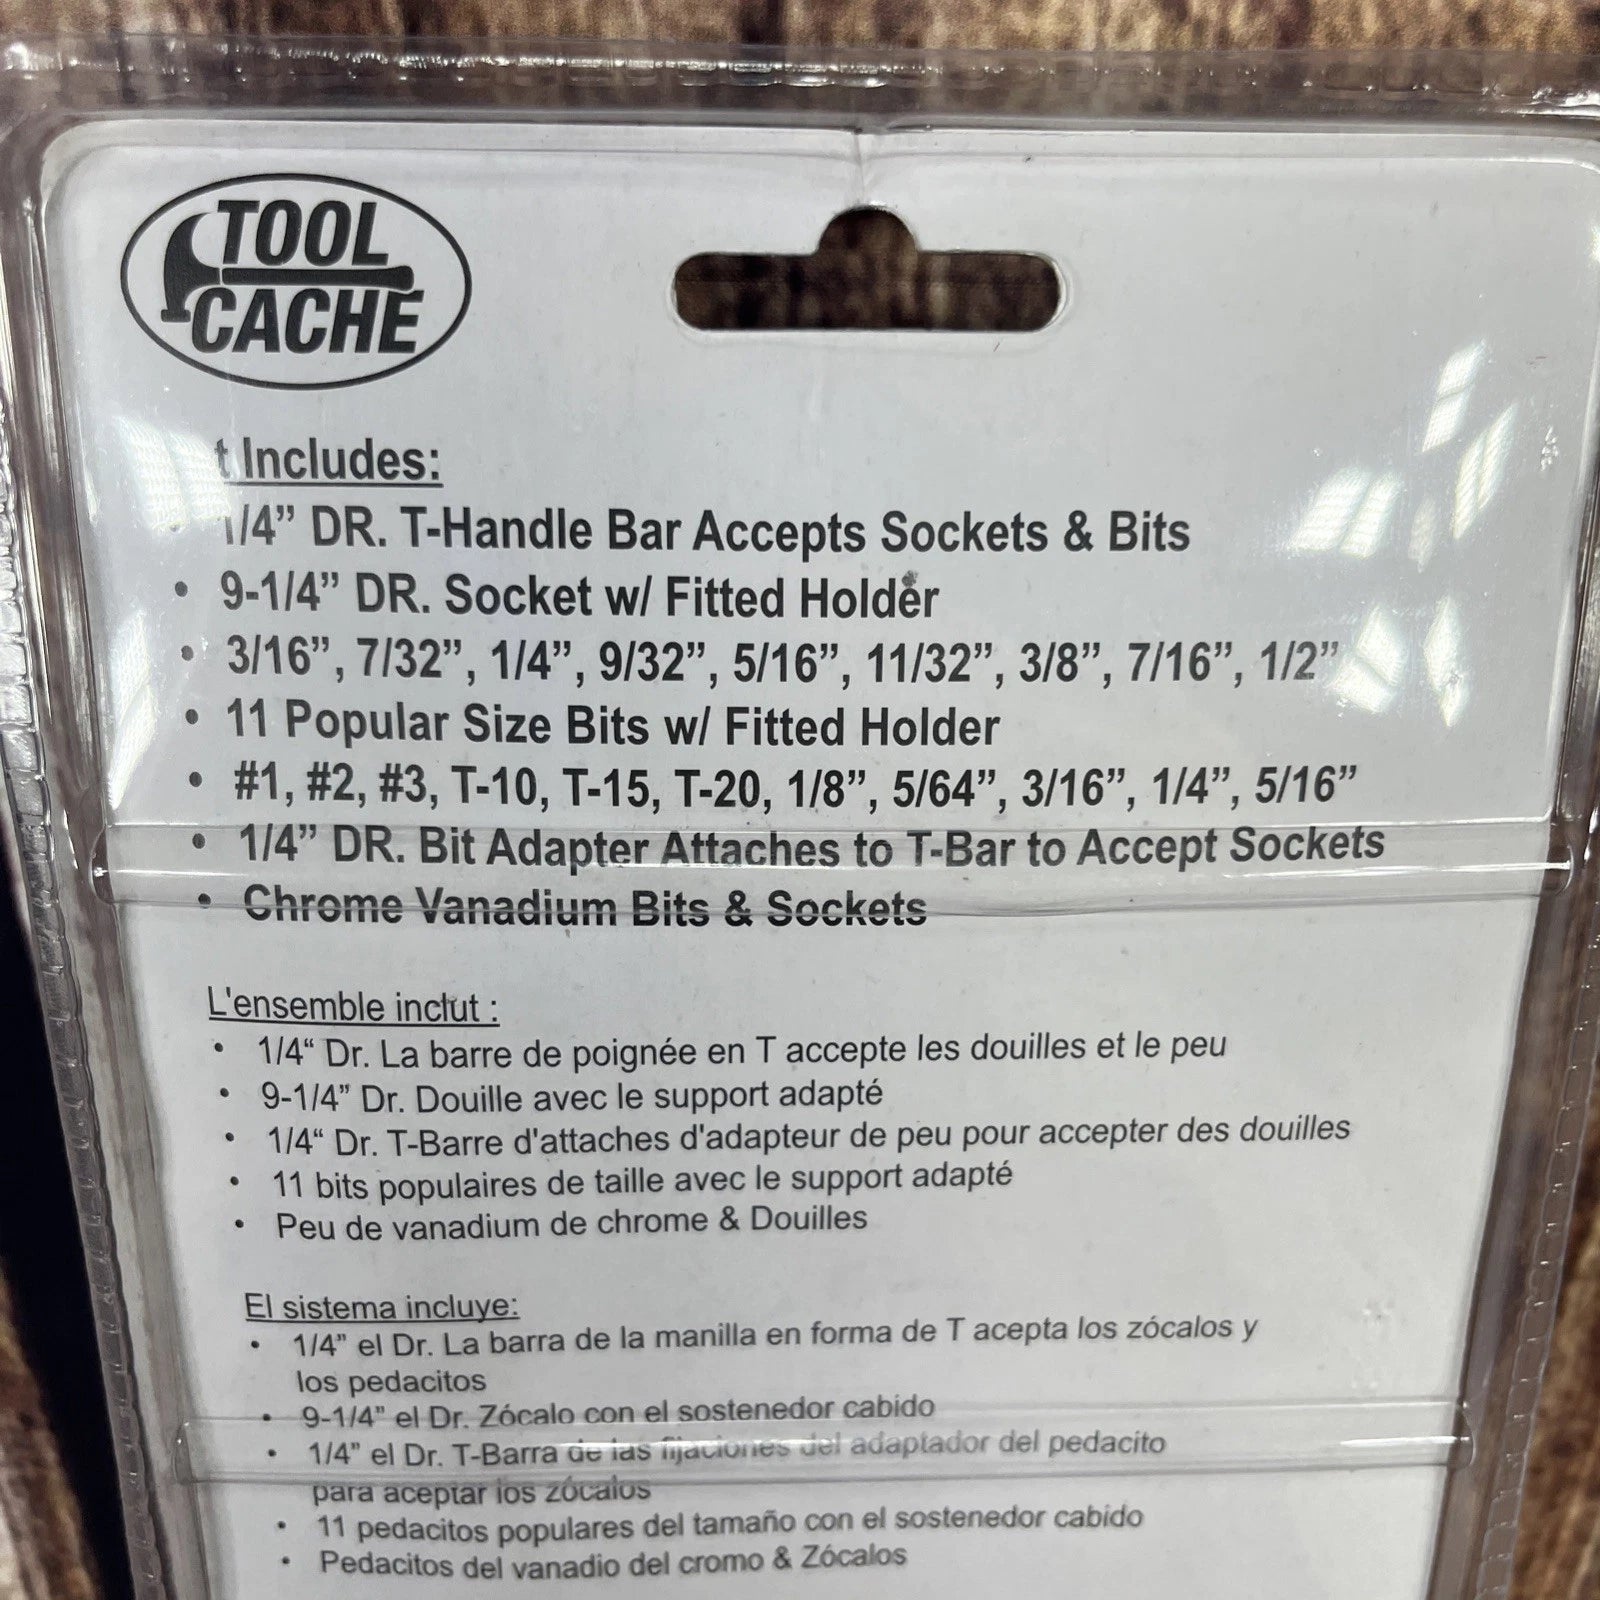 TOOL
CACHE
t Includes:
1/4” DR. T-Handle Bar Accepts Sockets & Bits
• 9-1/4” DR. Socket w/ Fitted Holder
• 3/16”, 7/32”, 1/4”, 9/32”, 5/16”, 11/32”, 3/8”, 7/16”, 1/2”
• 11 Popular Size Bits w/ Fitted Holder
• #1, #2, #3, T-10, T-15, T-20, 1/8”, 5/64”, 3/16”, 1/4”, 5/16”
• 1/4” DR. Bit Adapter Attaches to T-Bar to Accept Sockets
• Chrome Vanadium Bits & Sockets
L'ensemble inclut :
• 1/4“ Dr. La barre de poignée en T accepte les douilles et le peu
• 9-1/4” Dr. Douille avec le support adapté
• 1/4“ Dr. T-Barre d'attaches d'adapteur de peu pour accepter des douilles
• 11 bits populaires de taille avec le support adapté
• Peu de vanadium de chrome & Douilles
El sistema incluye:
• 1/4” el Dr. La barra de la manilla en forma de T acepta los zócalos y
los pedacitos
• 9-1/4” el Dr. Zócalo con el sostenedor cabido
• 1/4” el Dr. T-Barra de las fijaciones del adaptador del pedacito
para aceptar los zócalos
• 11 pedacitos populares del tamaño con el sostenedor cabido
• Pedacitos del vanadio del cromo & Zócalos